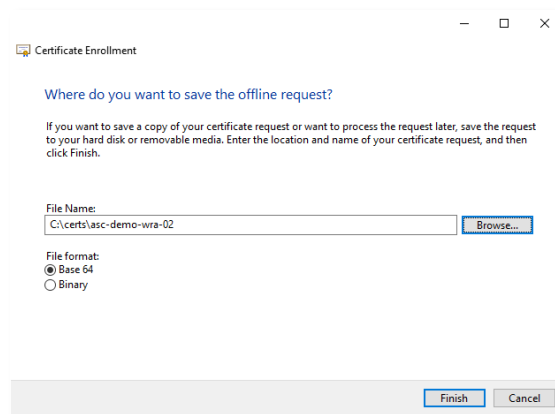 Certificate Enrollment
Where do you want to save the offline request?
If you want to save a copy of your certificate request or want to process the request later, save the request
to your hard disk or removable media. Enter the location and name of your certificate request, and then
click Finish.
File Name:
C:\certs\asc-demo-wra-02
Browse...
File format:
Base 64
Binary
Finish
Cancel